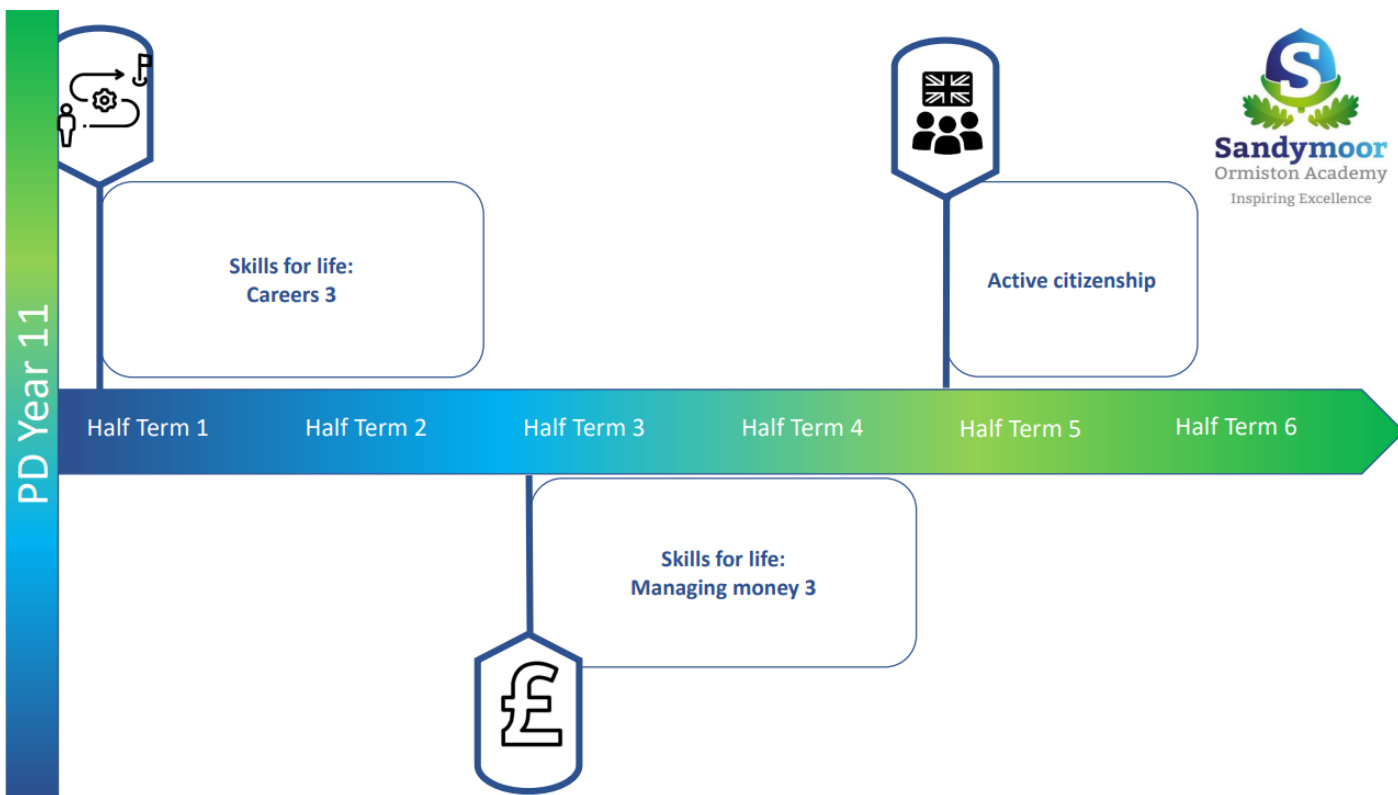 PD Year 11
Sandymoor
Ormiston Academy
Inspiring Excellence
Skills for life:
Careers 3
Active citizenship
Half Term 1
Half Term 2
Half Term 3
Half Term 4
Half Term 5
Half Term 6
Skills for life:
Managing money 3
£